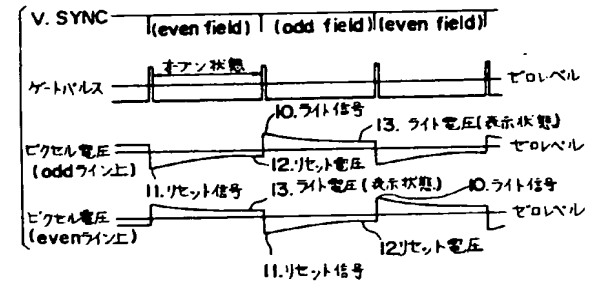 V. SYNC
(even field) (odd field) (even field)
オープン状態
ゲートパルス ゼロレベル
10.ライト信号
13. ライト電圧(表示状態)
ピクセル電圧 ゼロレベル
(oddライン上)
12.リセット電圧
11.リセット信号 13.ライト電圧(表示状態) 10.ライト信号
ピクセル電圧 ゼロレベル
(evenライン上)
12リセット電圧
11.リセット信号